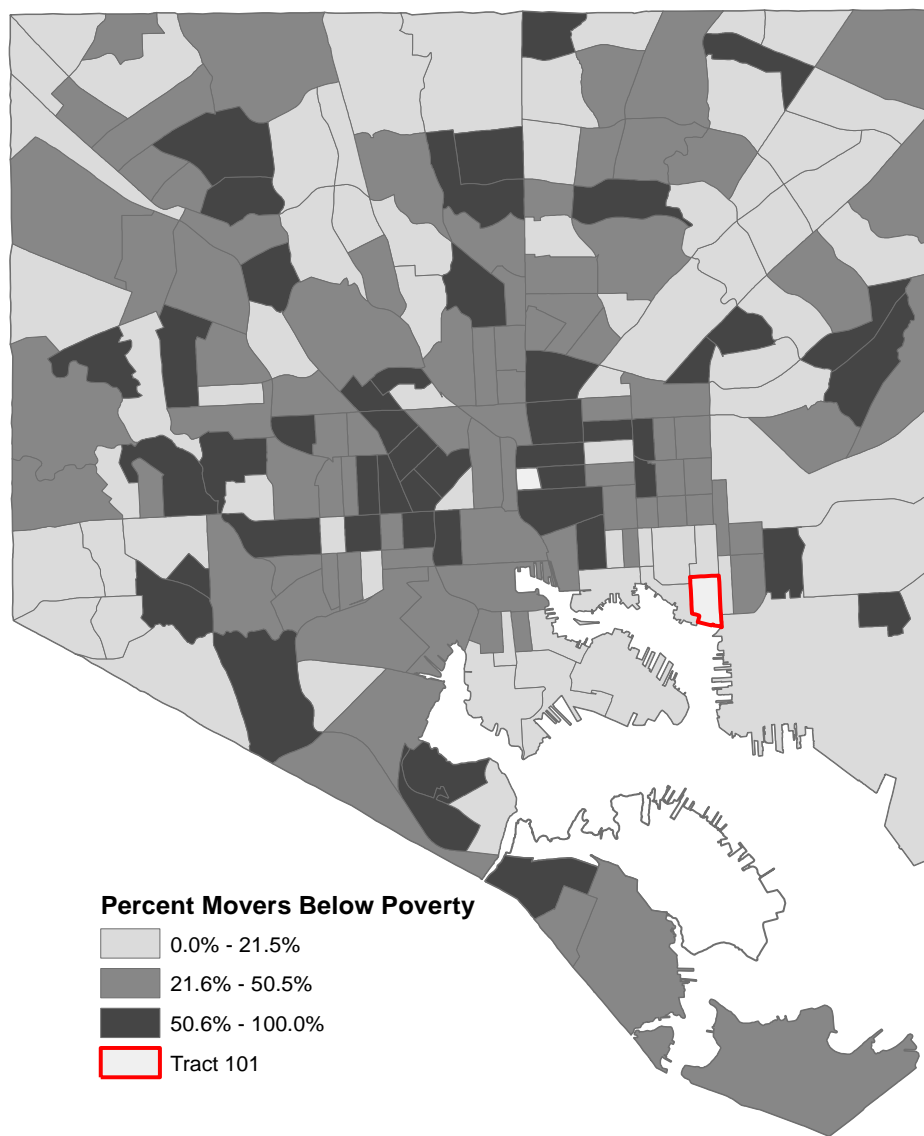 Percent Movers Below Poverty
0.0% - 21.5%
21.6% - 50.5%
50.6% - 100.0%
Tract 101